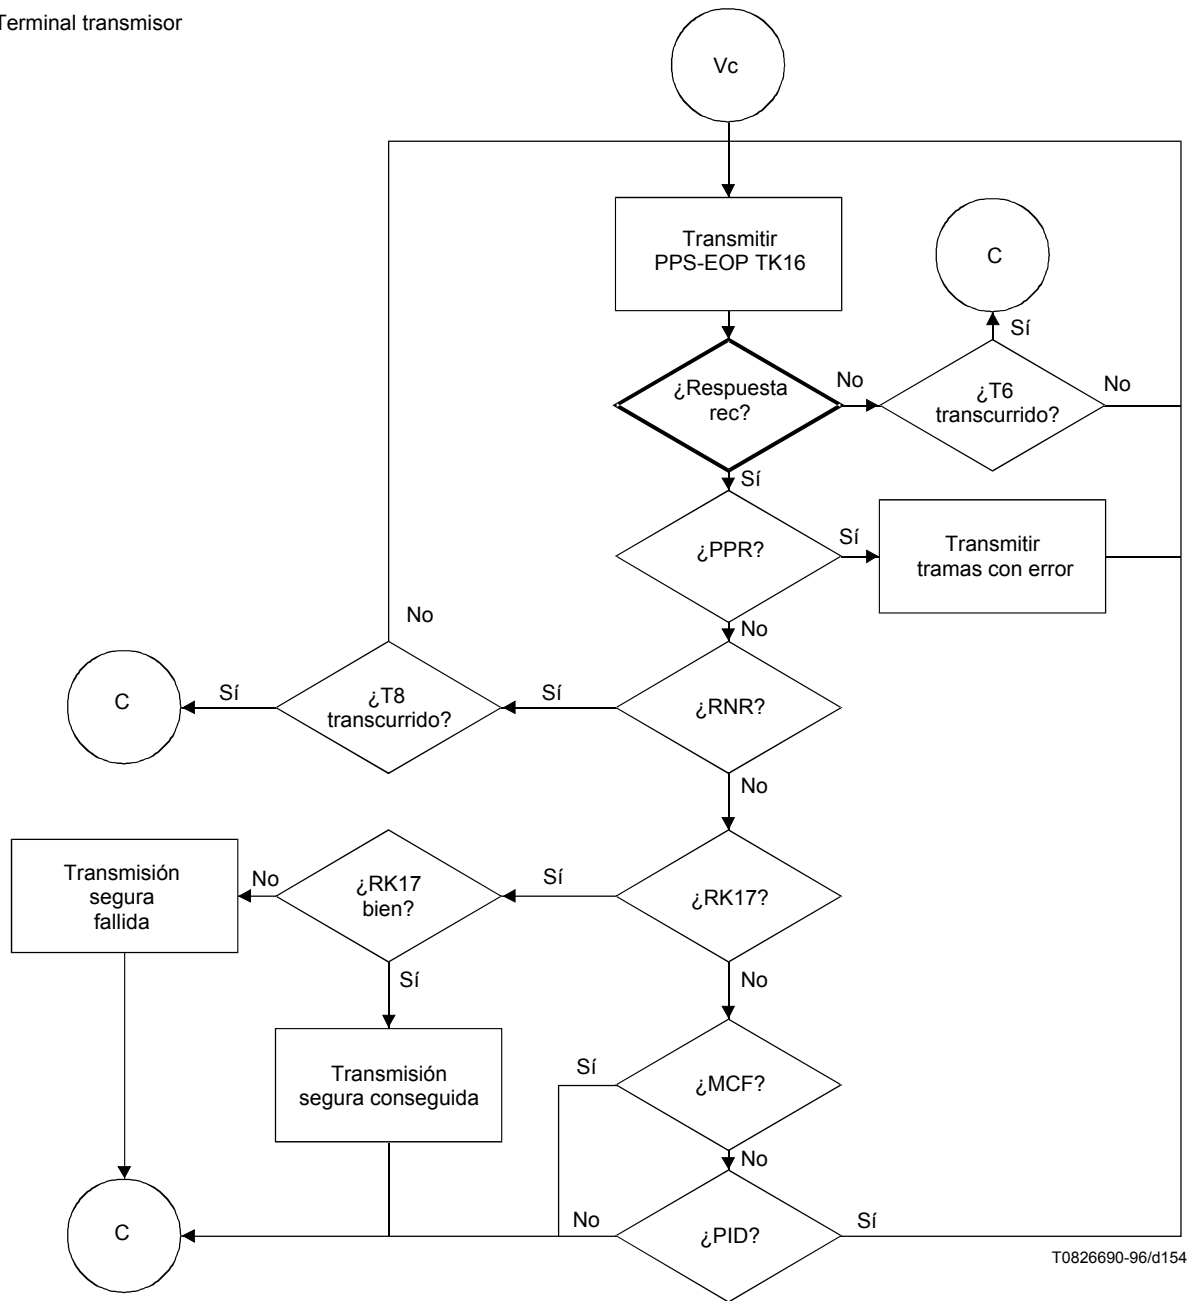 Terminal transmisor
Vc
Transmitir
PPS-EOP TK16
C
Sí
¿Respuesta
rec?
No
¿T6
transcurrido?
No
Sí
¿PPR?
Sí
Transmitir
tramas con error
No
No
C
Sí
¿T8
transcurrido?
Sí
¿RNR?
No
Transmisión
segura
fallida
No
¿RK17
bien?
Sí
¿RK17?
Sí
No
Transmisión
segura conseguida
Sí
¿MCF?
No
C
No
¿PID?
Sí
T0826690-96/d154